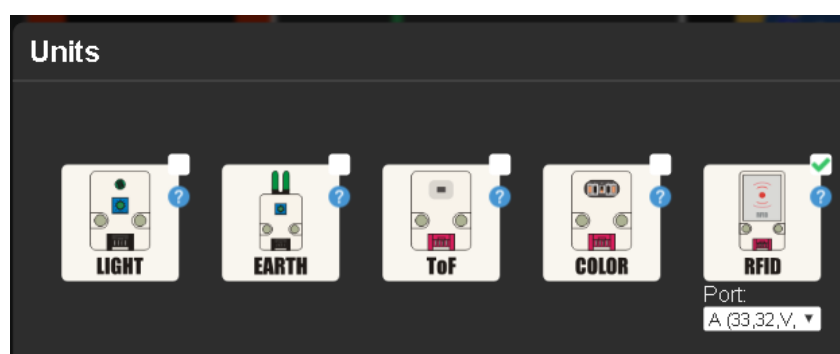 Units
LIGHT
EARTH
ToF
COLOR
RFID
Port:
A (33,32,V,